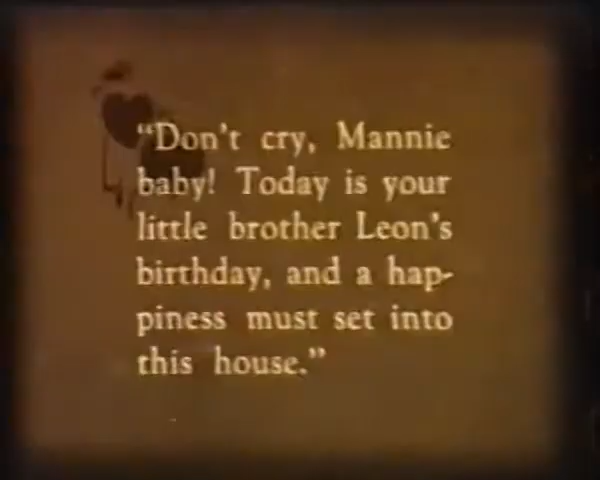 “Don't cry, Mannie
baby! Today is your
little brother Leon's
birthday, and a hap-
piness must set into
this house.”